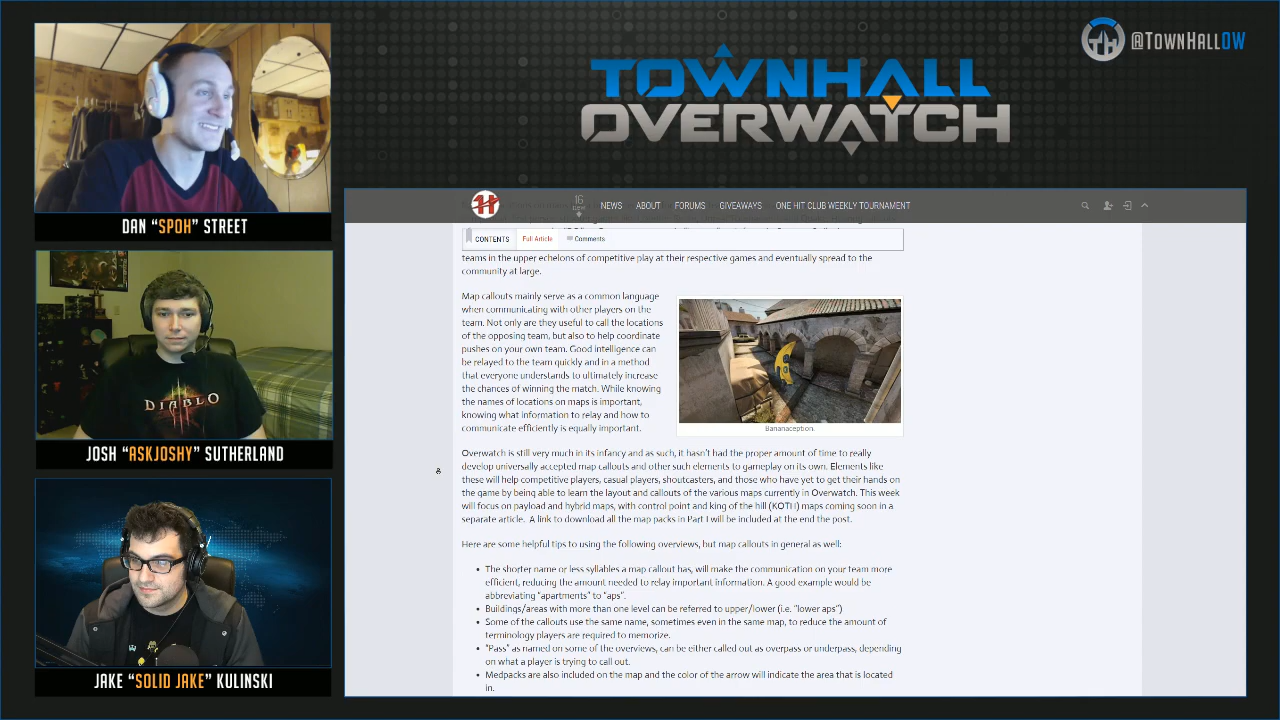 @TOWNHALLOW
TOWNHALL
OVERWATCH
DAN "SPOH" STREET
DIABLO
JOSH "ASKJOSHY" SUTHERLAND
JAKE "SOLID JAKE" KULINSKI
16
new
NEWS
ABOUT
FORUMS
GIVEAWAYS
ONE HIT CLUB WEEKLY TOURNAMENT
CONTENTS
Full Article
Comments
teams in the upper echelons of competitive play at their respective games and eventually spread to the
community at large.
Map callouts mainly serve as a common language
when communicating with other players on the
team. Not only are they useful to call the locations
of the opposing team, but also to help coordinate
pushes on your own team. Good intelligence can
be relayed to the team quickly and in a method
that everyone understands to ultimately increase
the chances of winning the match. While knowing
the names of locations on maps is important,
knowing what information to relay and how to
communicate efficiently is equally important.
Bananaception.
Overwatch is still very much in its infancy and as such, it hasn't had the proper amount of time to really
develop universally accepted map callouts and other such elements to gameplay on its own. Elements like
these will help competitive players, casual players, shoutcasters, and those who have yet to get their hands on
the game by being able to learn the layout and callouts of the various maps currently in Overwatch. This week
will focus on payload and hybrid maps, with control point and king of the hill (KOTH) maps coming soon in a
separate article. A link to download all the map packs in Part I will be included at the end the post.
Here are some helpful tips to using the following overviews, but map callouts in general as well:
• The shorter name or less syllables a map callout has, will make the communication on your team more
efficient, reducing the amount needed to relay important information. A good example would be
abbreviating "apartments" to "aps".
• Buildings/areas with more than one level can be referred to upper/lower (i.e. "lower aps")
• Some of the callouts use the same name, sometimes even in the same map, to reduce the amount of
terminology players are required to memorize.
• "Pass" as named on some of the overviews, can be either called out as overpass or underpass, depending
on what a player is trying to call out.
• Medpacks are also included on the map and the color of the arrow will indicate the area that is located
in.